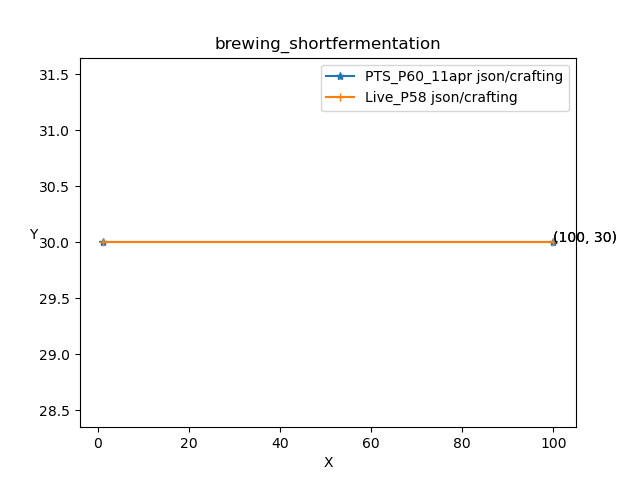 brewing_shortfermentation
PTS_P60_11apr json/crafting
Live_P58 json/crafting
31.5
31.0
30.5
Y
30.0
(100, 30)
29.5
29.0
28.5
0
20
40
60
80
100
X